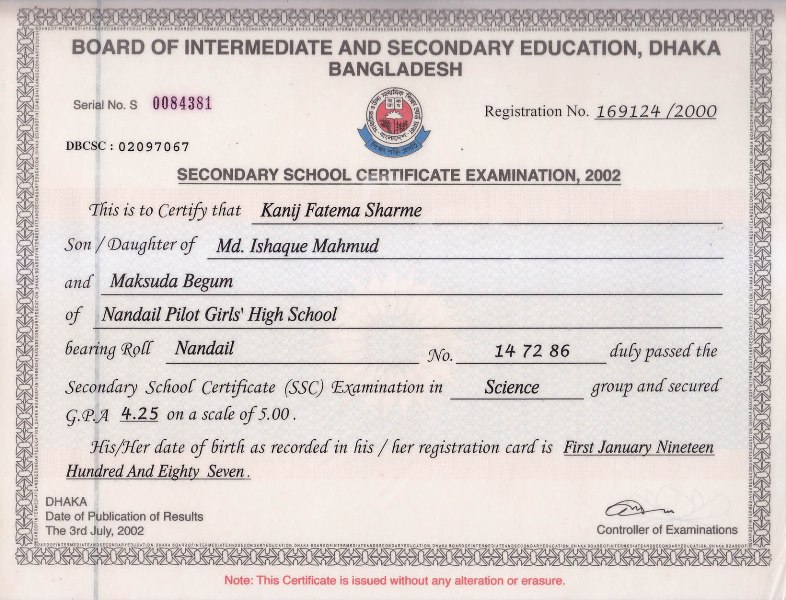 BOARD OF INTERMEDIATE AND SECONDARY EDUCATION, DHAKA
BANGLADESH
Serial No. S 0084381
Registration No. 169124 /2000
DBCSC : 02097067
SECONDARY SCHOOL CERTIFICATE EXAMINATION, 2002
This is to Certify that Kanij Fatema Sharme
Son / Daughter of Md. Ishaque Mahmud
and Maksuda Begum
of Nandail Pilot Girls' High School
bearing Roll Nandail No. 14 72 86 duly passed the
Secondary School Certificate (SSC) Examination in Science group and secured
G.P.A 4.25 on a scale of 5.00 .
His/Her date of birth as recorded in his / her registration card is First January Nineteen
Hundred And Eighty Seven .
DHAKA
Date of Publication of Results
The 3rd July, 2002
Controller of Examinations
Note: This Certificate is issued without any alteration or erasure.